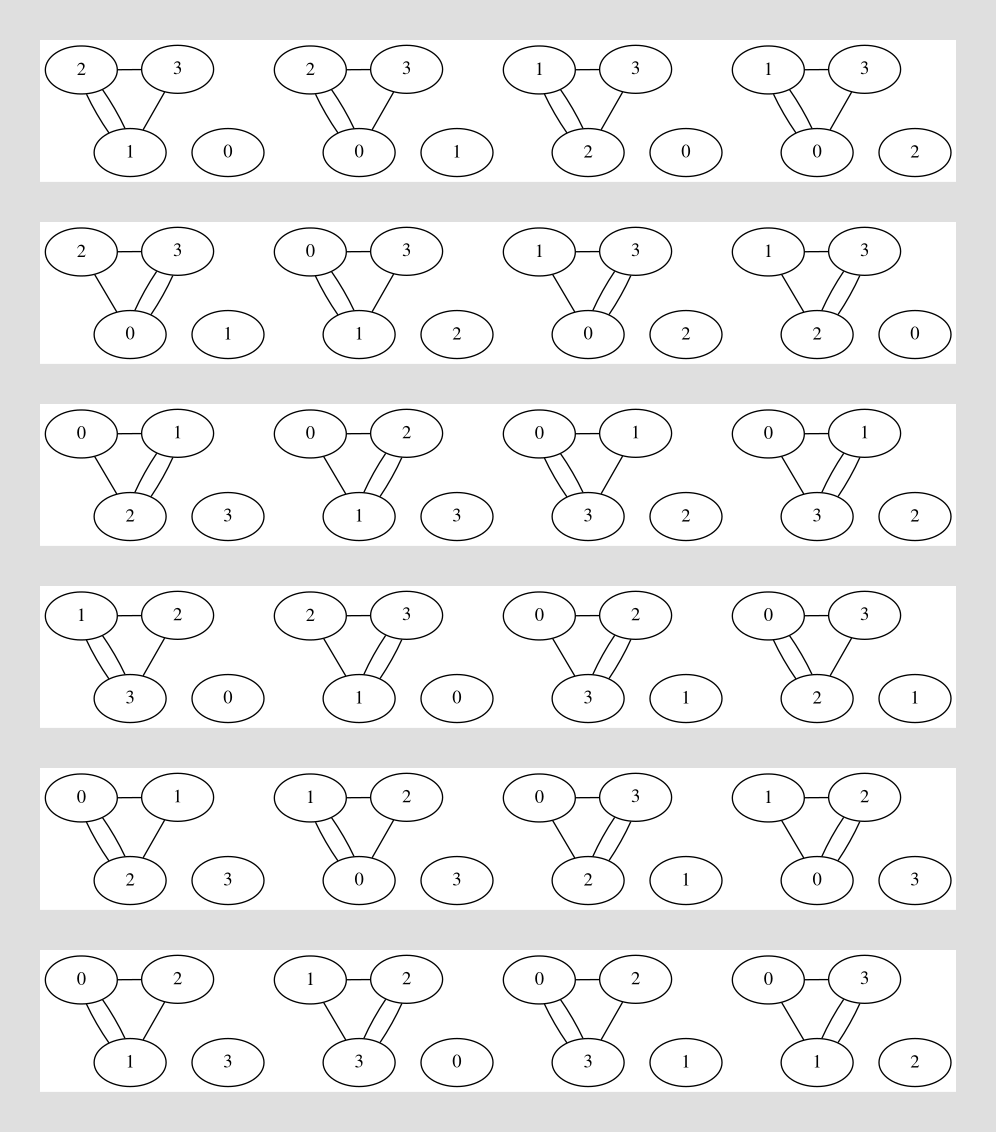 2 3 2 3 1 3 1 3
1 0 0 1 2 0 0 2
2 3 0 3 1 3 1 3
0 1 1 2 0 2 2 0
0 1 0 2 0 1 0 1
2 3 1 3 3 2 3 2
1 2 2 3 0 2 0 3
3 0 1 0 3 1 2 1
0 1 1 2 0 3 1 2
2 3 0 3 2 1 0 3
0 2 1 2 0 2 0 3
1 3 3 0 3 1 1 2